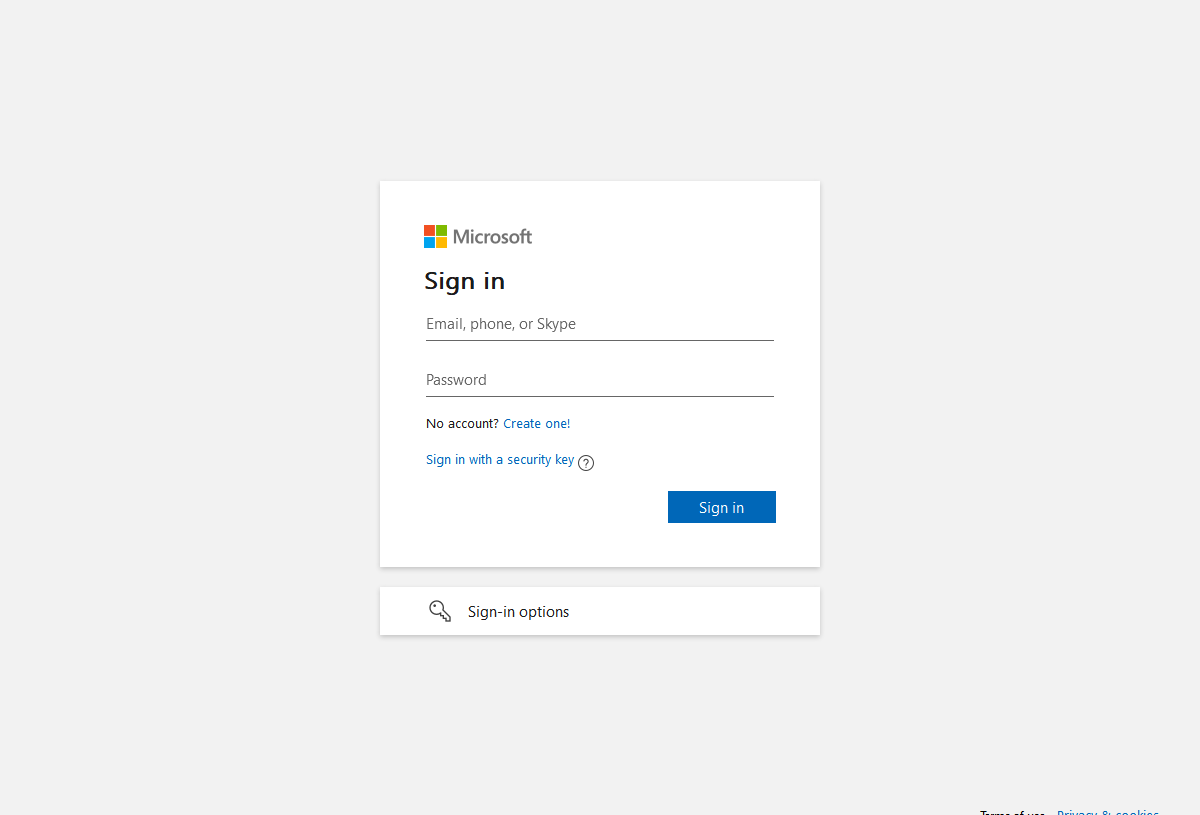 Microsoft
Sign in
Email, phone, or Skype
Password
No account? Create one!
Sign in with a security key ?
Sign in
Sign-in options
Terms of use Privacy & cookies